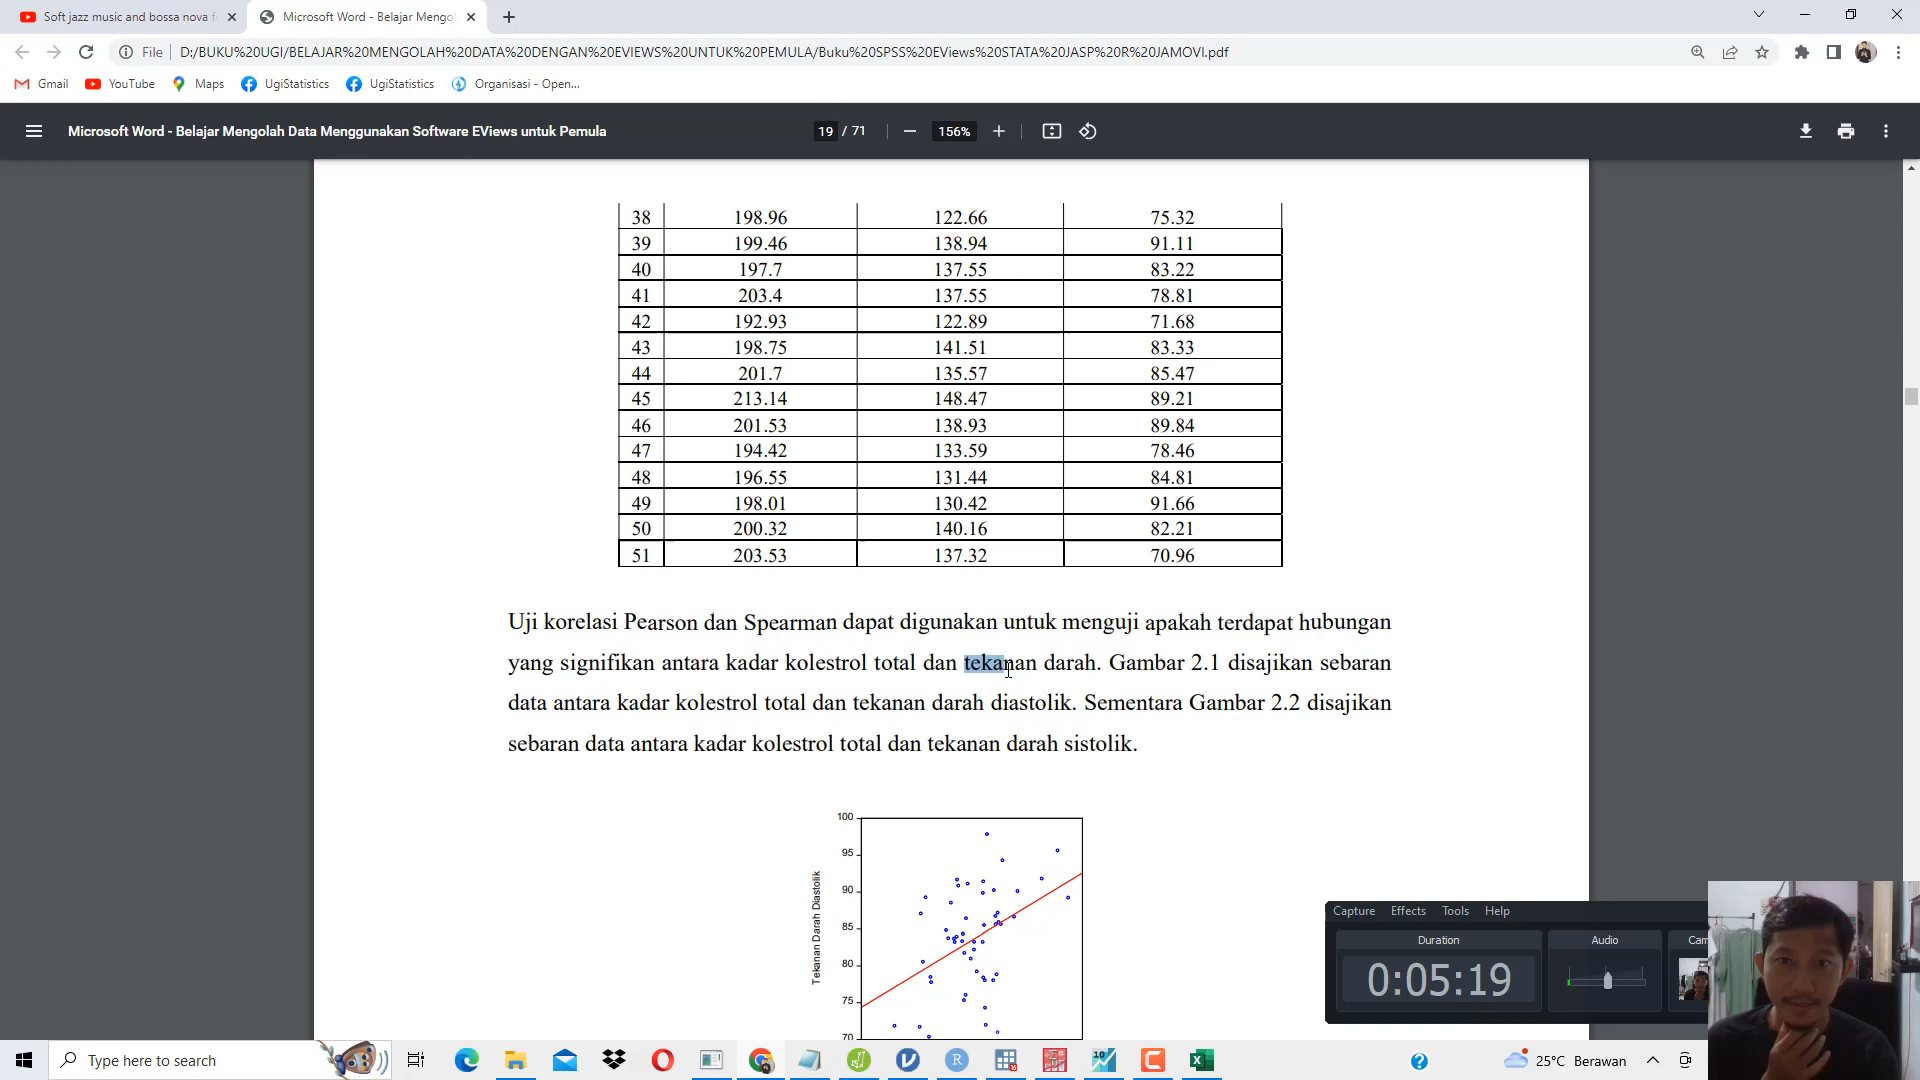 Soft jazz music and bossa nova f
Microsoft Word - Belajar Mengol
File
D:/BUKU%20UGI/BELAJAR%20MENGOLAH%20DATA%20DENGAN%20EVIEWS%20UNTUK%20PEMULA/Buku%20SPSS%20EViews%20STATA%20JASP%20R%20JAMOVI.pdf
Gmail YouTube Maps UgiStatistics UgiStatistics Organisasi - Open...
Microsoft Word - Belajar Mengolah Data Menggunakan Software EViews untuk Pemula 19 / 71 156%
38 198.96 122.66 75.32
39 199.46 138.94 91.11
40 197.7 137.55 83.22
41 203.4 137.55 78.81
42 192.93 122.89 71.68
43 198.75 141.51 83.33
44 201.7 135.57 85.47
45 213.14 148.47 89.21
46 201.53 138.93 89.84
47 194.42 133.59 78.46
48 196.55 131.44 84.81
49 198.01 130.42 91.66
50 200.32 140.16 82.21
51 203.53 137.32 70.96
Uji korelasi Pearson dan Spearman dapat digunakan untuk menguji apakah terdapat hubungan
yang signifikan antara kadar kolestrol total dan tekanan darah. Gambar 2.1 disajikan sebaran
data antara kadar kolestrol total dan tekanan darah diastolik. Sementara Gambar 2.2 disajikan
sebaran data antara kadar kolestrol total dan tekanan darah sistolik.
Tekanan Darah Diastolik
100
95
90
85
80
75
70
Capture Effects Tools Help
Duration Audio Cam
0:05:19
Type here to search
25°C Berawan